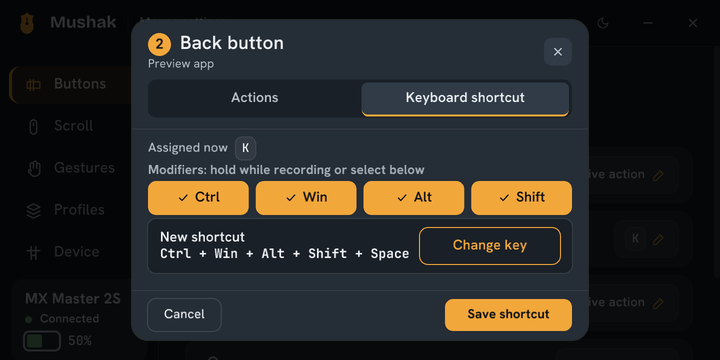 Mushak
2 Back button
Preview app
Actions
Keyboard shortcut
Assigned now K
Modifiers: hold while recording or select below
Ctrl
Win
Alt
Shift
New shortcut
Ctrl + Win + Alt + Shift + Space
Change key
Cancel
Save shortcut
Buttons
Scroll
Gestures
Profiles
Device
MX Master 2S
Connected
50%
action
K
action